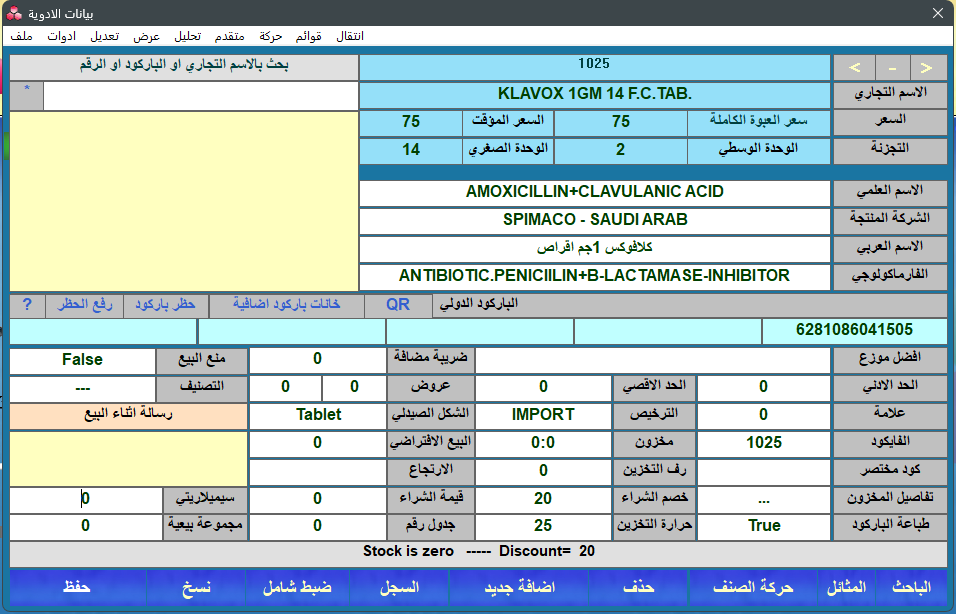 بيانات الادوية
ملف ادوات تعديل عرض تحليل متقدم حركة قوائم انتقال
< - > 1025 بحث بالاسم التجاري او الباركود او الرقم
الاسم التجاري KLAVOX 1GM 14 F.C.TAB. *
السعر سعر العبوة الكاملة 75 السعر المؤقت 75
التجزئة الوحدة الوسطي 2 الوحدة الصغري 14
الاسم العلمي AMOXICILLIN+CLAVULANIC ACID
الشركة المنتجة SPIMACO - SAUDI ARAB
الاسم العربي كلافوكس 1جم اقراص
الفارماكولوجي ANTIBIOTIC.PENICIILIN+B-LACTAMASE-INHIBITOR
الباركود الدولي QR خانات باركود اضافية حظر باركود رفع الحظر ?
6281086041505
افضل موزع ضريبة مضافة 0 منع البيع False
الحد الادني 0 الحد الاقصي 0 عروض 0 0 التصنيف ---
علامة 0 الترخيص IMPORT الشكل الصيدلي Tablet رسالة اثناء البيع
الفايكود 1025 مخزون 0:0 البيع الافتراضي 0
كود مختصر رف التخزين 0 الارتجاع
تفاصيل المخزون ... خصم الشراء 20 قيمة الشراء 0 سيميلاريتي 0
طباعة الباركود True حرارة التخزين 25 جدول رقم 0 مجموعة بيعية 0
Stock is zero ----- Discount= 20
الباحث المثائل حركة الصنف حذف اضافة جديد السجل ضبط شامل نسخ حفظ